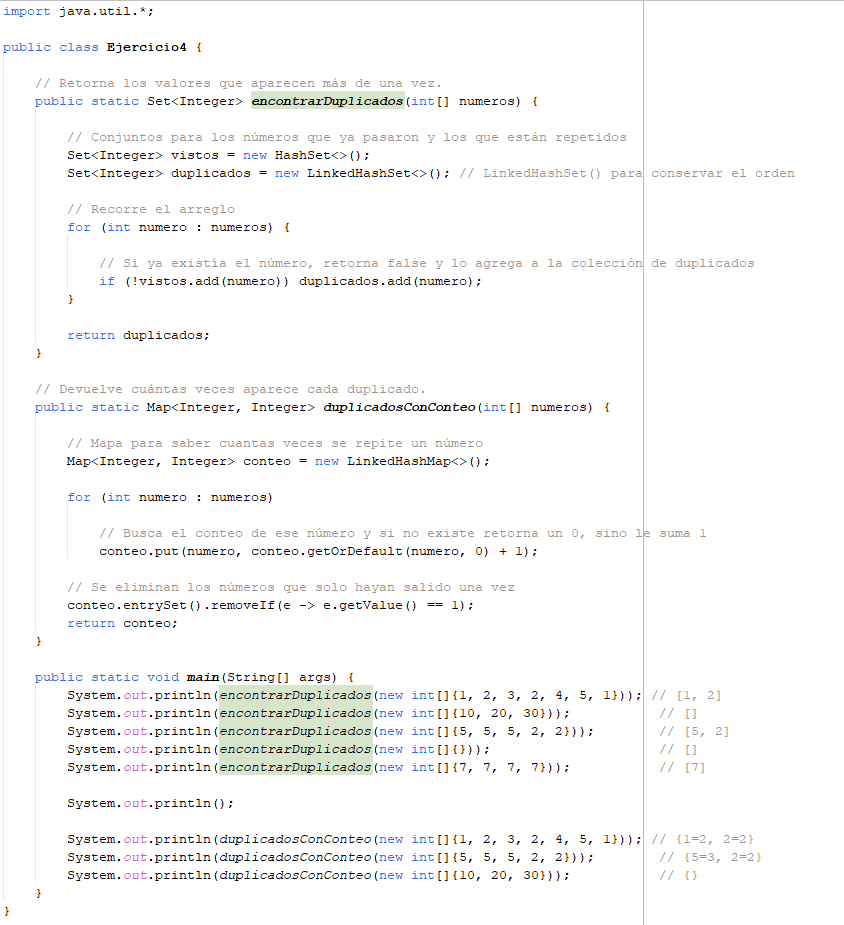 import java.util.*;
public class Ejercicio4 {
// Retorna los valores que aparecen más de una vez.
public static Set<Integer> encontrarDuplicados(int[] numeros) {
// Conjuntos para los números que ya pasaron y los que están repetidos
Set<Integer> vistos = new HashSet<>();
Set<Integer> duplicados = new LinkedHashSet<>(); // LinkedHashSet() para conservar el orden
// Recorre el arreglo
for (int numero : numeros) {
// Si ya existía el número, retorna false y lo agrega a la colección de duplicados
if (!vistos.add(numero)) duplicados.add(numero);
}
return duplicados;
}
// Devuelve cuántas veces aparece cada duplicado.
public static Map<Integer, Integer> duplicadosConConteo(int[] numeros) {
// Mapa para saber cuantas veces se repite un número
Map<Integer, Integer> conteo = new LinkedHashMap<>();
for (int numero : numeros)
// Busca el conteo de ese número y si no existe retorna un 0, sino le suma 1
conteo.put(numero, conteo.getOrDefault(numero, 0) + 1);
// Se eliminan los números que solo hayan salido una vez
conteo.entrySet().removeIf(e -> e.getValue() == 1);
return conteo;
}
public static void main(String[] args) {
System.out.println(encontrarDuplicados(new int[]{1, 2, 3, 2, 4, 5, 1})); // [1, 2]
System.out.println(encontrarDuplicados(new int[]{10, 20, 30})); // []
System.out.println(encontrarDuplicados(new int[]{5, 5, 5, 2, 2})); // [5, 2]
System.out.println(encontrarDuplicados(new int[]{})); // []
System.out.println(encontrarDuplicados(new int[]{7, 7, 7, 7})); // [7]
System.out.println();
System.out.println(duplicadosConConteo(new int[]{1, 2, 3, 2, 4, 5, 1})); // {1=2, 2=2}
System.out.println(duplicadosConConteo(new int[]{5, 5, 5, 2, 2})); // {5=3, 2=2}
System.out.println(duplicadosConConteo(new int[]{10, 20, 30})); // {}
}
}